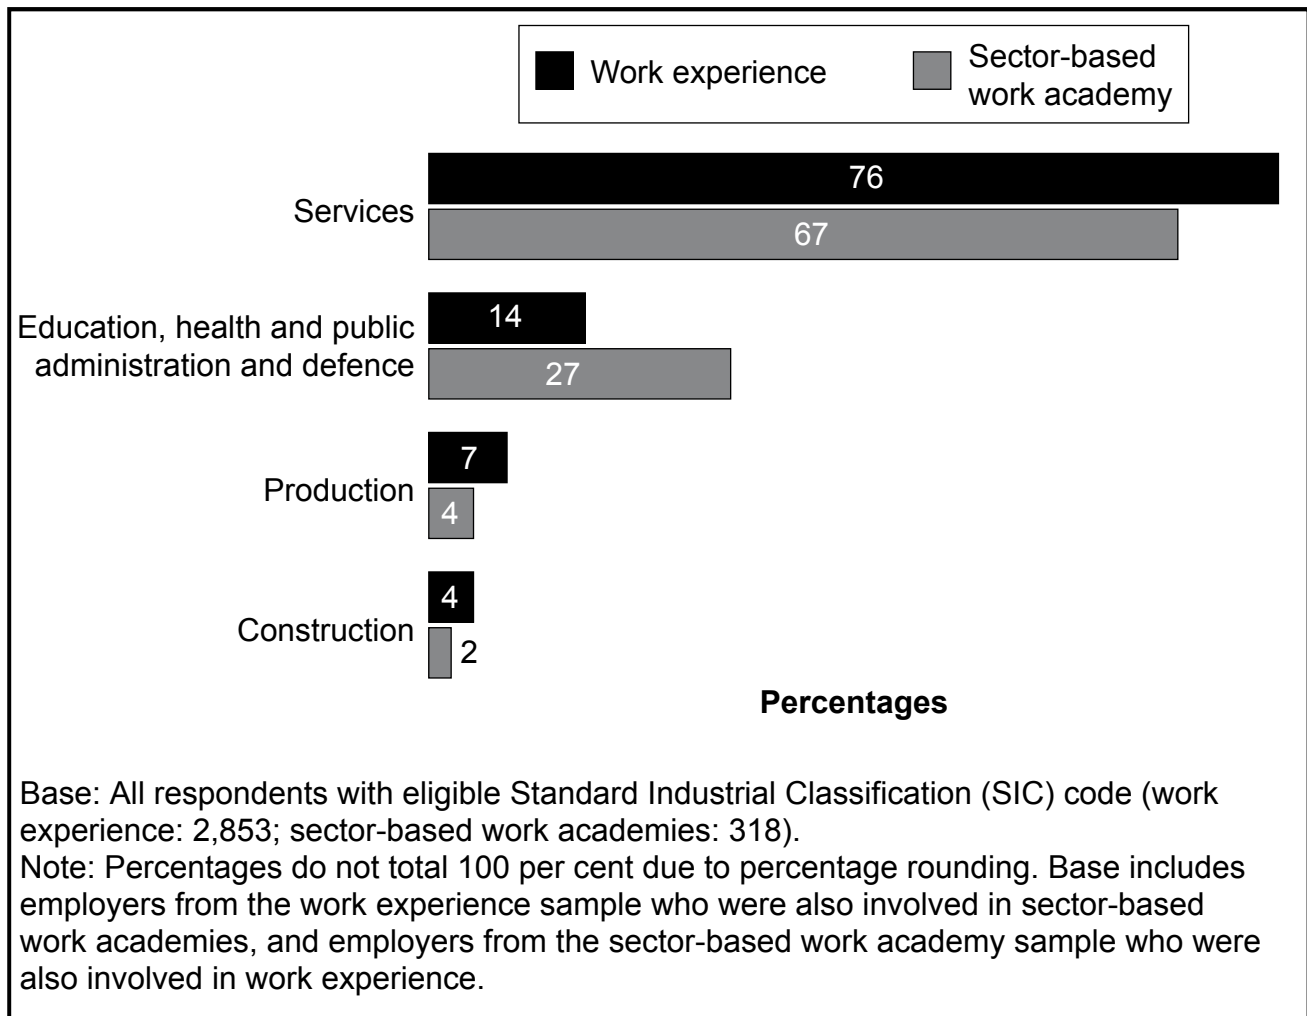 Work experience
Sector-based
work academy
Services
76
67
Education, health and public
administration and defence
14
27
Production
7
4
Construction
4
2
Percentages
Base: All respondents with eligible Standard Industrial Classification (SIC) code (work
experience: 2,853; sector-based work academies: 318).
Note: Percentages do not total 100 per cent due to percentage rounding. Base includes
employers from the work experience sample who were also involved in sector-based
work academies, and employers from the sector-based work academy sample who were
also involved in work experience.